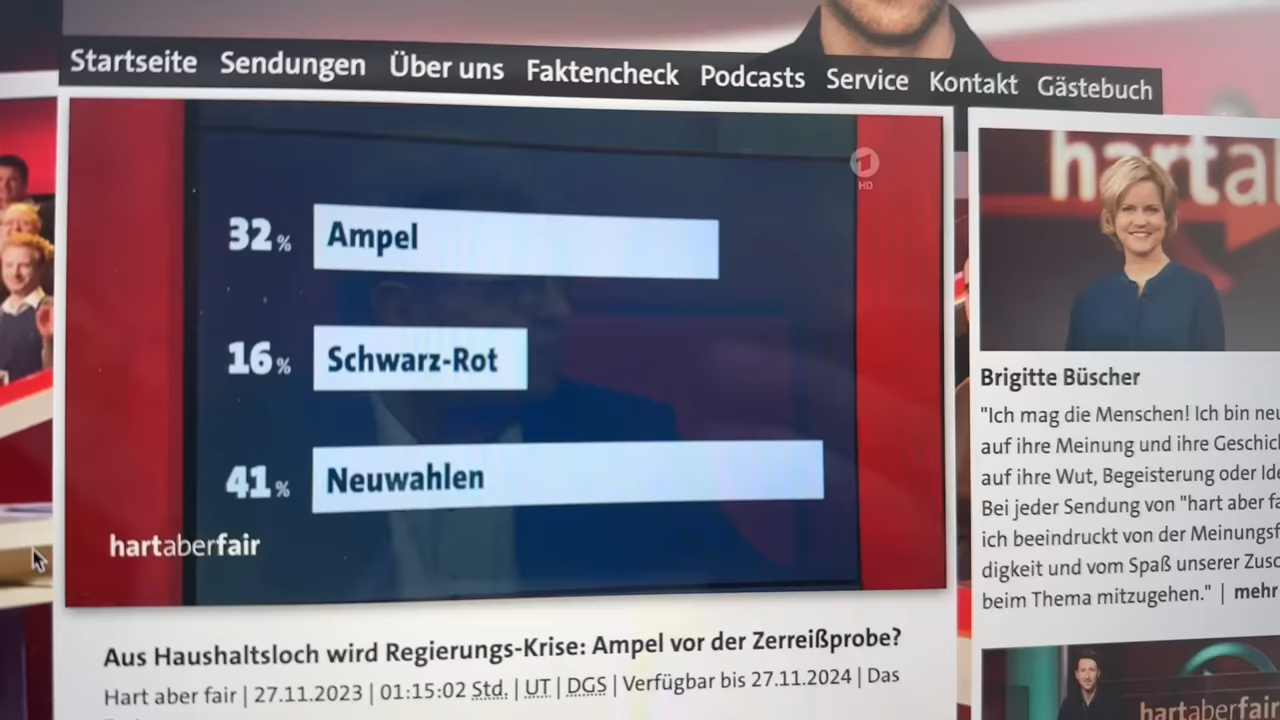 Startseite Sendungen Über uns Faktencheck Podcasts Service Kontakt Gästebuch
HD
32% Ampel
16% Schwarz-Rot
41% Neuwahlen
hartaberfair
Aus Haushaltsloch wird Regierungs-Krise: Ampel vor der Zerreißprobe?
Hart aber fair | 27.11.2023 | 01:15:02 Std. | UT | DGS | Verfügbar bis 27.11.2024 | Das
hartab
Brigitte Büscher
"Ich mag die Menschen! Ich bin neu
auf ihre Meinung und ihre Geschich
auf ihre Wut, Begeisterung oder Ide
Bei jeder Sendung von "hart aber fa
ich beeindruckt von der Meinungsf
digkeit und vom Spaß unserer Zusc
beim Thema mitzugehen." | mehr
hartaberfair